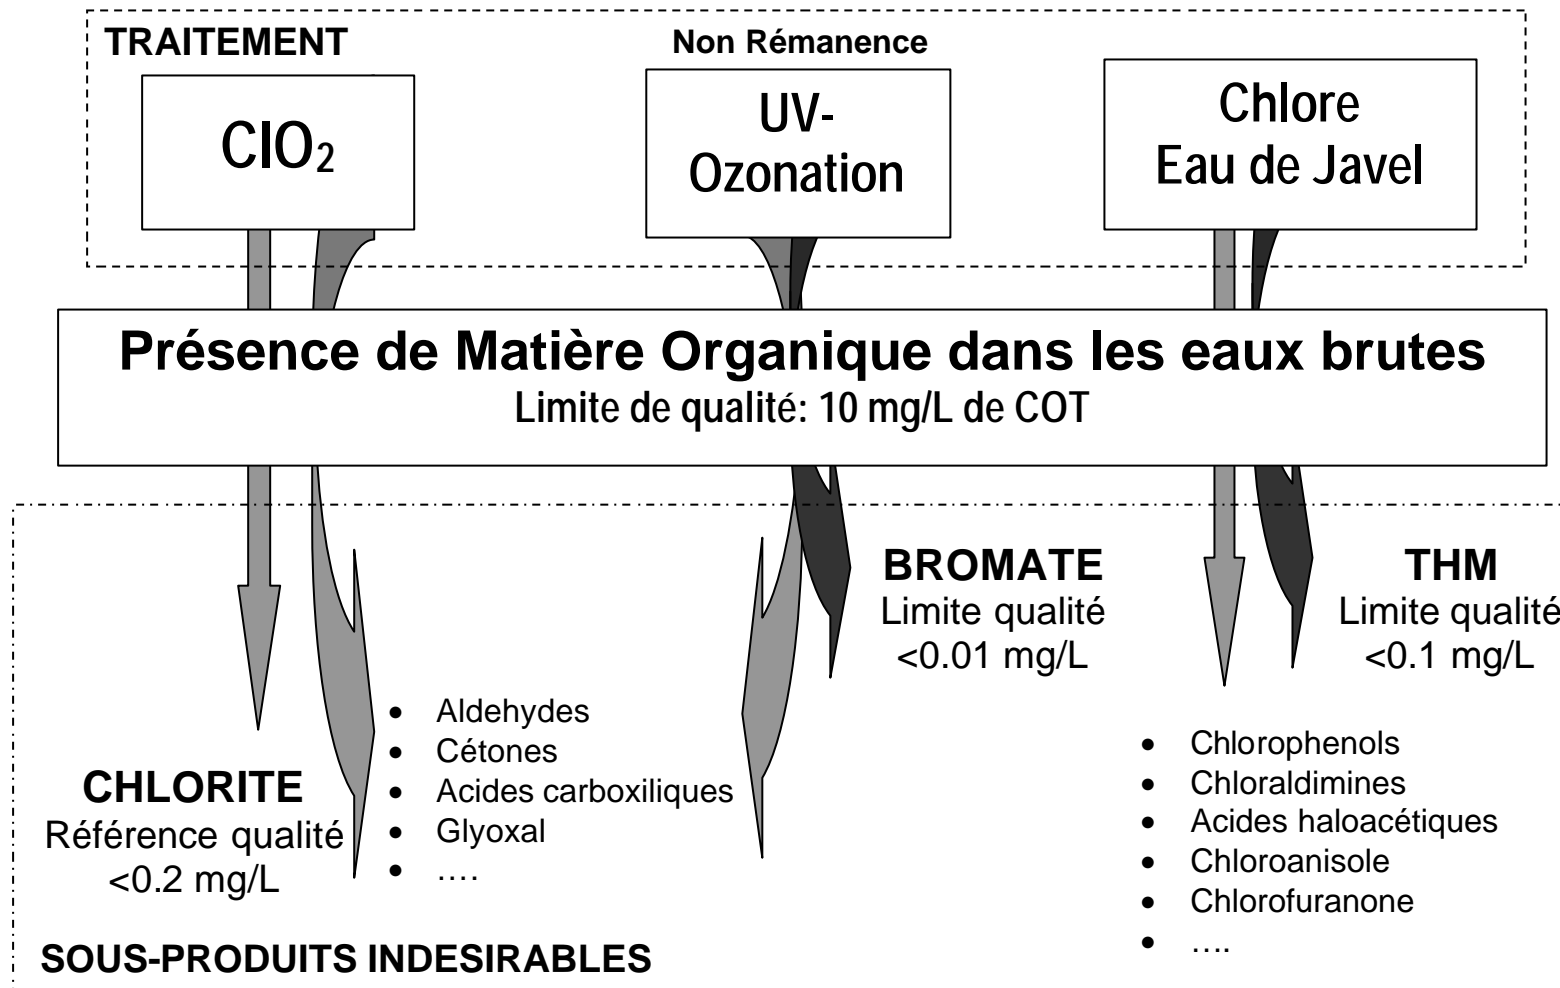 TRAITEMENT
Non Rémanence
ClO₂
UV-
Ozonation
Chlore
Eau de Javel
Présence de Matière Organique dans les eaux brutes
Limite de qualité: 10 mg/L de COT
BROMATE
Limite qualité
<0.01 mg/L
THM
Limite qualité
<0.1 mg/L
CHLORITE
Référence qualité
<0.2 mg/L
• Aldehydes
• Cétones
• Acides carboxiliques
• Glyoxal
• ....
• Chlorophenols
• Chloraldimines
• Acides haloacétiques
• Chloroanisole
• Chlorofuranone
• ....
SOUS-PRODUITS INDESIRABLES